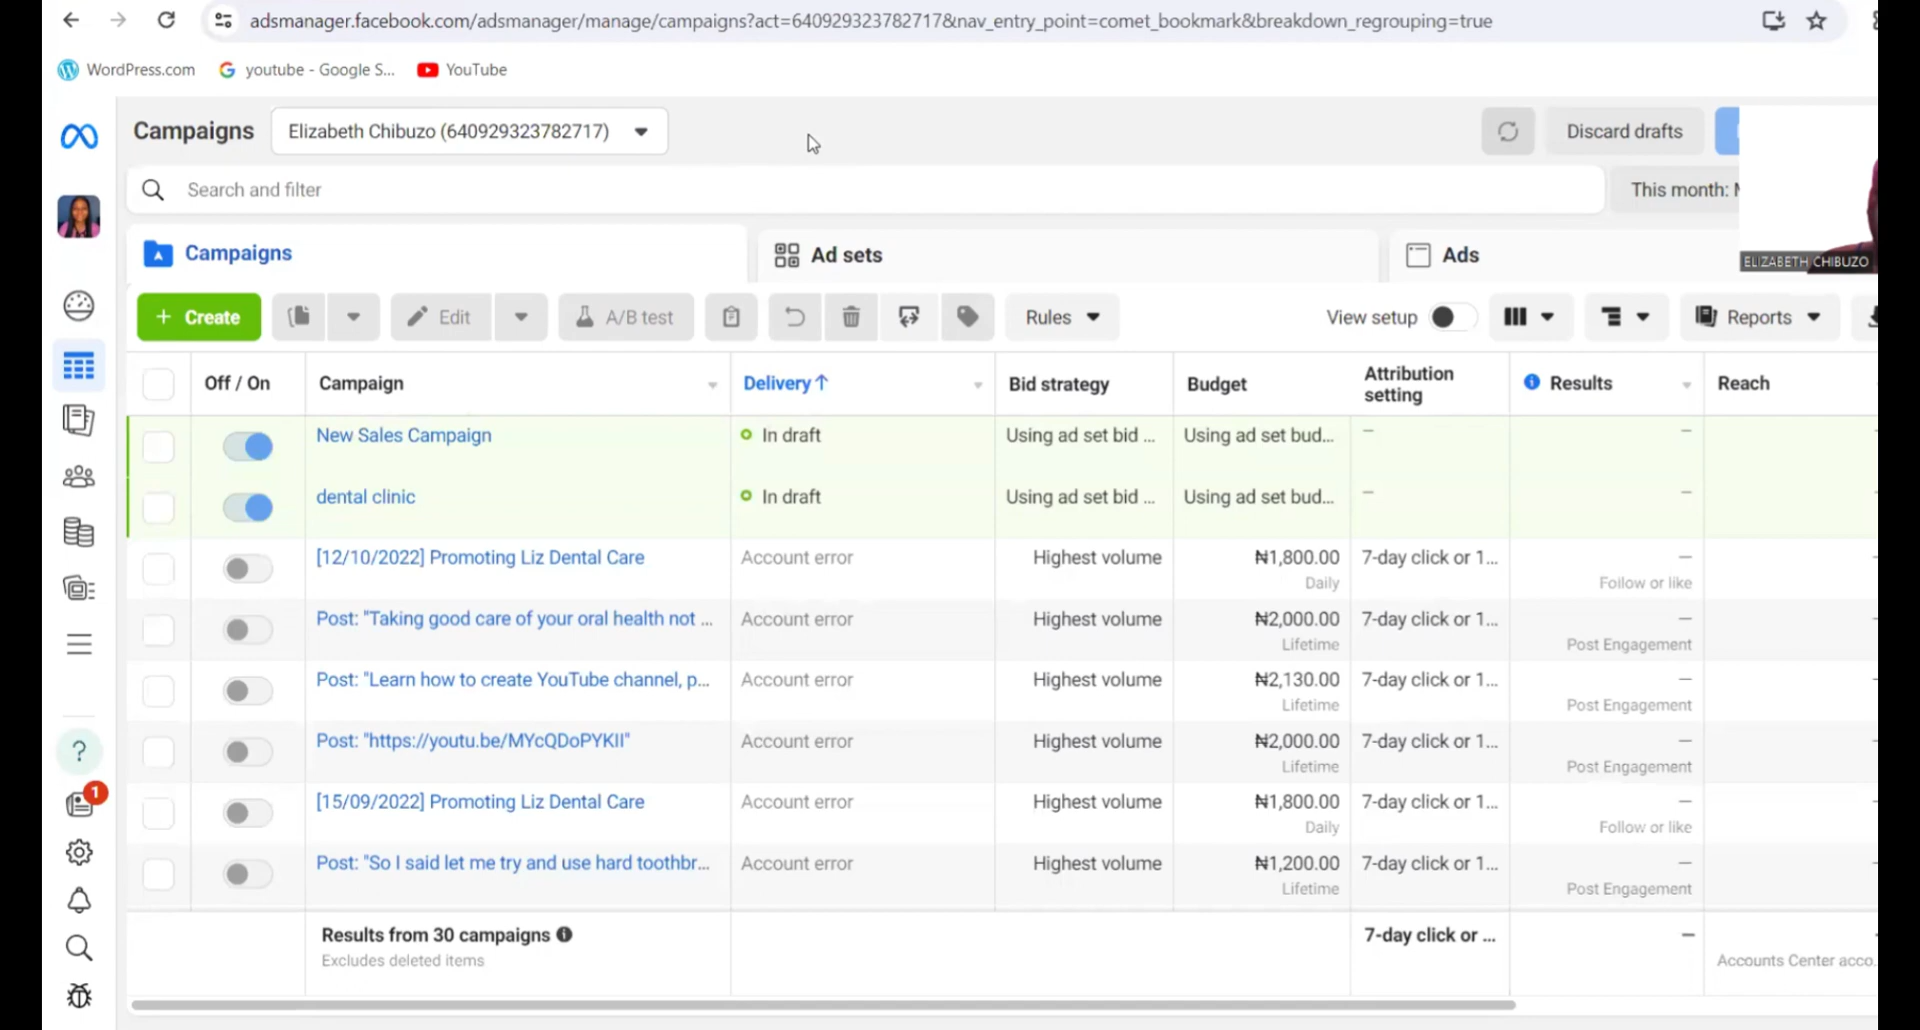 adsmanager.facebook.com/adsmanager/manage/campaigns?act=640929323782717&nav_entry_point=comet_bookmark&breakdown_regrouping=true
WordPress.com youtube - Google S... YouTube
Campaigns Elizabeth Chibuzo (640929323782717) Discard drafts
Search and filter This month:
ELIZABETH CHIBUZO
Campaigns Ad sets Ads
+ Create Edit A/B test Rules View setup Reports
Off / On Campaign Delivery ↑ Bid strategy Budget Attribution setting Results Reach
New Sales Campaign In draft Using ad set bid ... Using ad set bud... — —
dental clinic In draft Using ad set bid ... Using ad set bud... — —
[12/10/2022] Promoting Liz Dental Care Account error Highest volume ₦1,800.00 7-day click or 1... —
Daily Follow or like
Post: "Taking good care of your oral health not ... Account error Highest volume ₦2,000.00 7-day click or 1... —
Lifetime Post Engagement
Post: "Learn how to create YouTube channel, p... Account error Highest volume ₦2,130.00 7-day click or 1... —
Lifetime Post Engagement
Post: "https://youtu.be/MYcQDoPYKII" Account error Highest volume ₦2,000.00 7-day click or 1... —
Lifetime Post Engagement
[15/09/2022] Promoting Liz Dental Care Account error Highest volume ₦1,800.00 7-day click or 1... —
Daily Follow or like
Post: "So I said let me try and use hard toothbr... Account error Highest volume ₦1,200.00 7-day click or 1... —
Lifetime Post Engagement
1
Results from 30 campaigns 7-day click or ... —
Excludes deleted items Accounts Center acco...